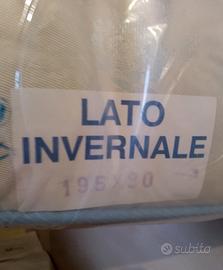 LATO
INVERNALE
195X80
subito